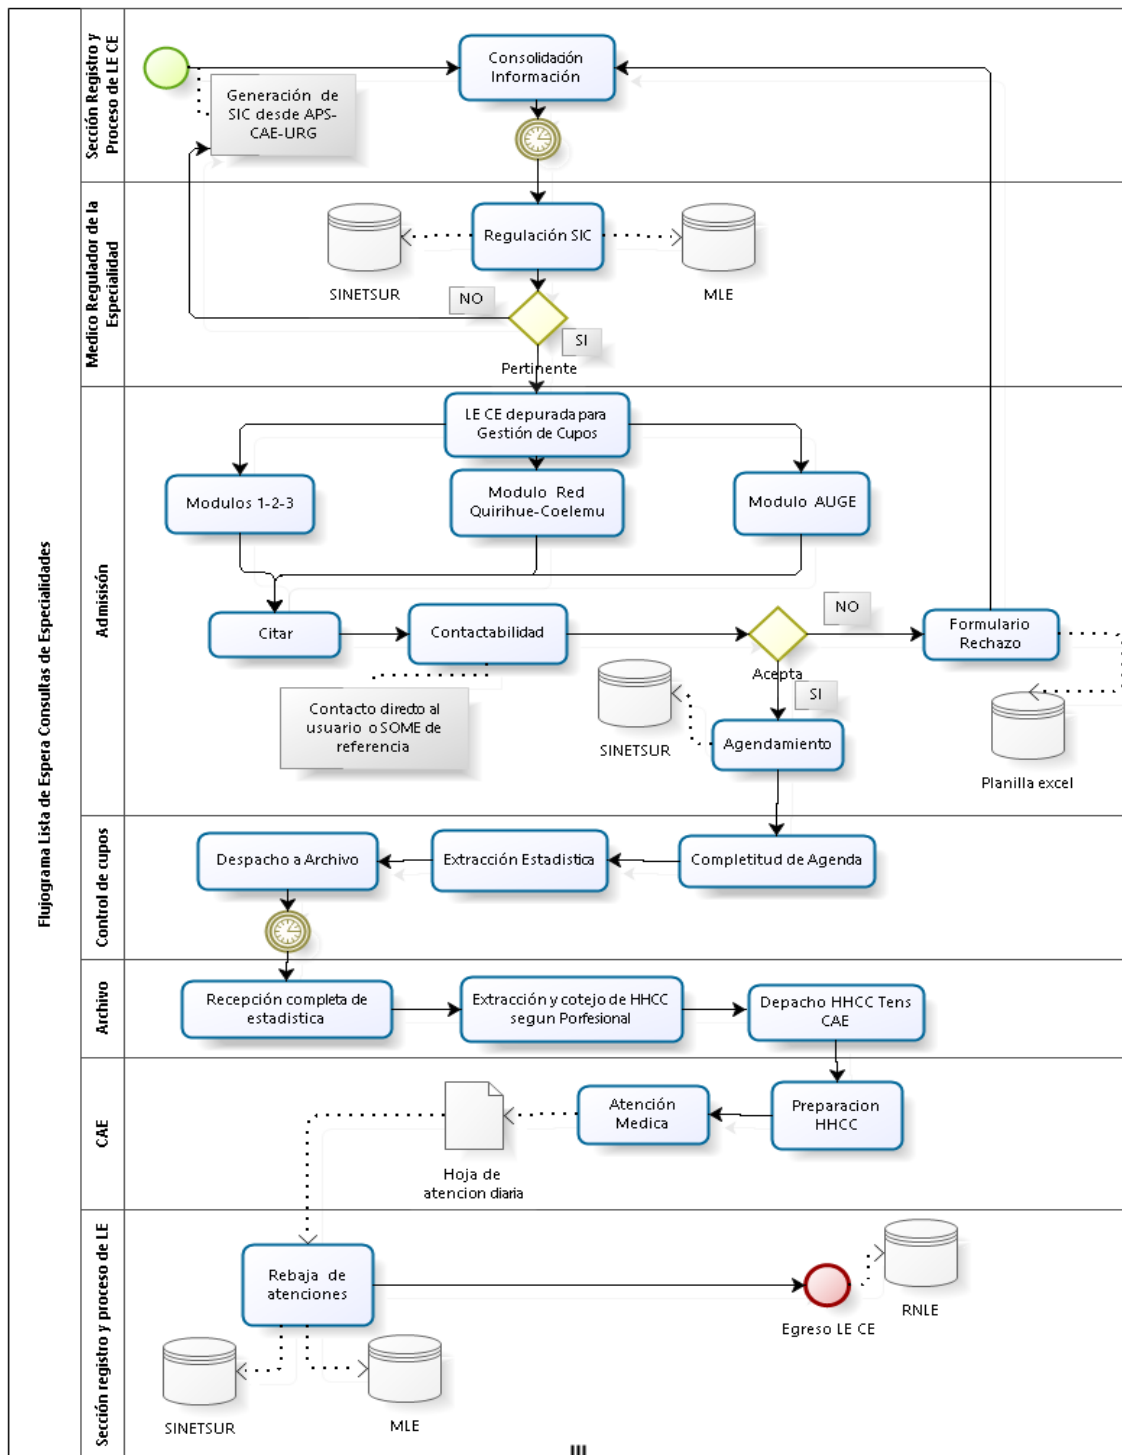 Flujograma Lista de Espera Consultas de Especialidades
Sección Registro y
Proceso de LE CE
Generación de
SIC desde APS-
CAE-URG
Consolidación
Información
Medico Regulador de la
Especialidad
SINETSUR
Regulación SIC
MLE
NO
SI
Pertinente
Admisisón
LE CE depurada para
Gestión de Cupos
Modulos 1-2-3
Modulo Red
Quirihue-Coelemu
Modulo AUGE
Citar
Contactabilidad
Acepta
NO
Formulario
Rechazo
SI
Contacto directo al
usuario o SOME de
referencia
SINETSUR
Agendamiento
Planilla excel
Control de cupos
Despacho a Archivo
Extracción Estadistica
Completitud de Agenda
Archivo
Recepción completa de
estadistica
Extracción y cotejo de HHCC
segun Porfesional
Depacho HHCC Tens
CAE
CAE
Hoja de
atencion diaria
Atención
Medica
Preparacion
HHCC
Sección registro y proceso de LE
Rebaja de
atenciones
Egreso LE CE
RNLE
SINETSUR
MLE